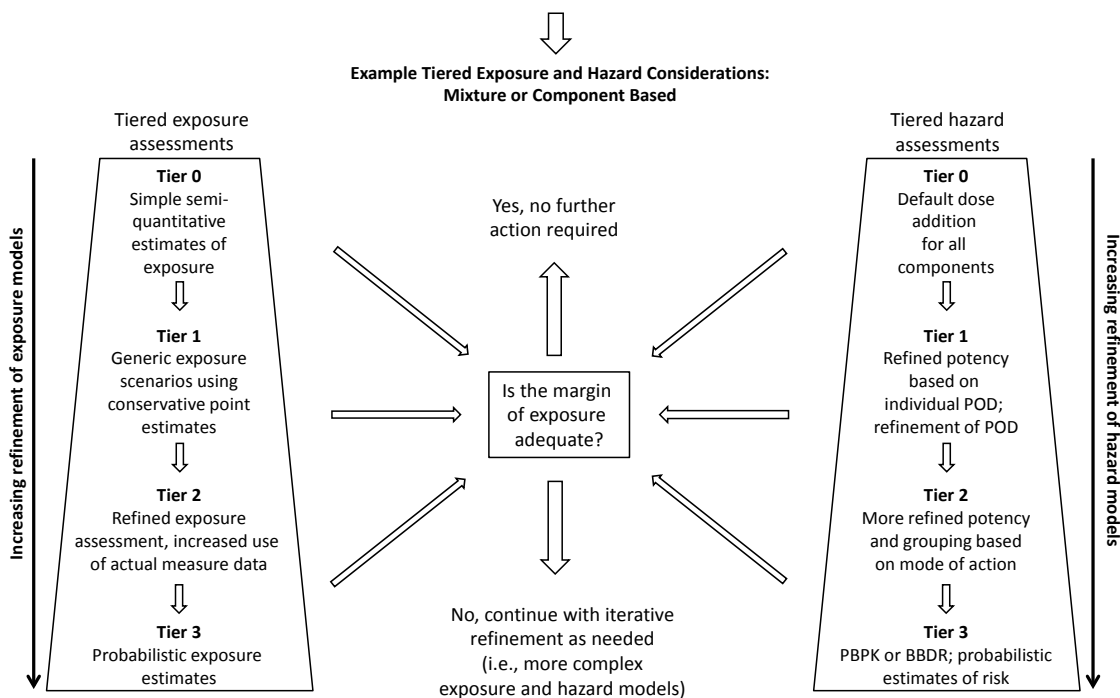 Example Tiered Exposure and Hazard Considerations:
Mixture or Component Based
Tiered exposure
assessments
Increasing refinement of exposure models
Tier 0
Simple semi-
quantitative
estimates of
exposure
Tier 1
Generic exposure
scenarios using
conservative point
estimates
Tier 2
Refined exposure
assessment, increased use
of actual measure data
Tier 3
Probabilistic exposure
estimates
Yes, no further
action required
Is the margin
of exposure
adequate?
No, continue with iterative
refinement as needed
(i.e., more complex
exposure and hazard models)
Tiered hazard
assessments
Tier 0
Default dose
addition
for all
components
Tier 1
Refined potency
based on
individual POD;
refinement of POD
Tier 2
More refined potency
and grouping based
on mode of action
Tier 3
PBPK or BBDR; probabilistic
estimates of risk
Increasing refinement of hazard models